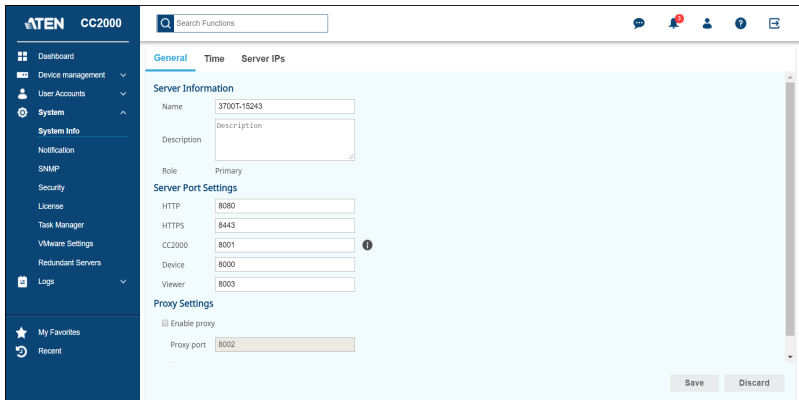 ATEN CC2000
Search Functions
3
Dashboard
Device management
User Accounts
System
System Info
Notification
SNMP
Security
License
Task Manager
VMware Settings
Redundant Servers
Logs
My Favorites
Recent
General Time Server IPs
Server Information
Name 3700T-15243
Description Description
Role Primary
Server Port Settings
HTTP 8080
HTTPS 8443
CC2000 8001
Device 8000
Viewer 8003
Proxy Settings
Enable proxy
Proxy port 8002
Save Discard